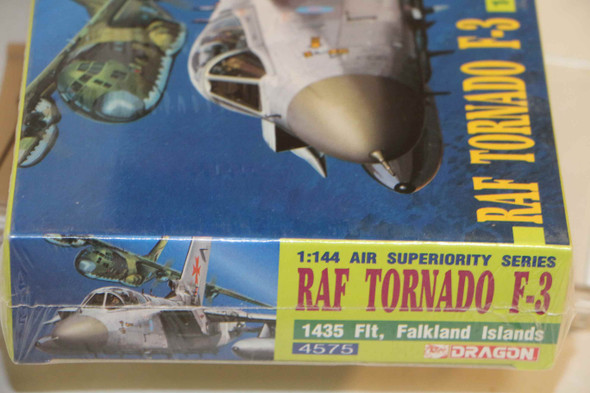 RAF TORNADO F-3
1:144 AIR SUPERIORITY SERIES
RAF TORNADO F-3
1435 Flt, Falkland Islands
4575 DRAGON